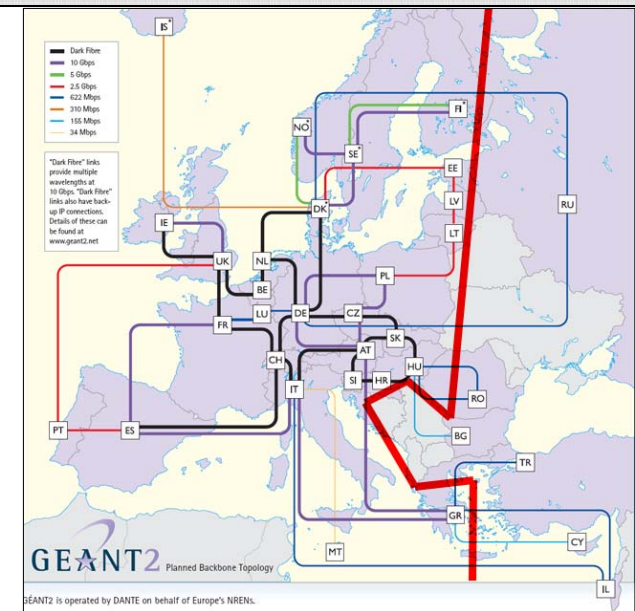 IS*
Dark Fibre
10 Gbps
5 Gbps
2.5 Gbps
622 Mbps
310 Mbps
155 Mbps
34 Mbps
"Dark Fibre" links
provide multiple
wavelengths at
10 Gbps. "Dark Fibre"
links also have back-
up IP connections.
Details of these can
be found at
www.geant2.net
NO*
FI*
SE*
EE
LV
LT
DK*
RU
IE
UK
NL
BE
PL
LU
DE
CZ
FR
SK
AT
CH
HU
IT
SI
HR
RO
PT
ES
BG
TR
GR
CY
MT
IL
GEANT2 Planned Backbone Topology
GÉANT2 is operated by DANTE on behalf of Europe's NRENs.